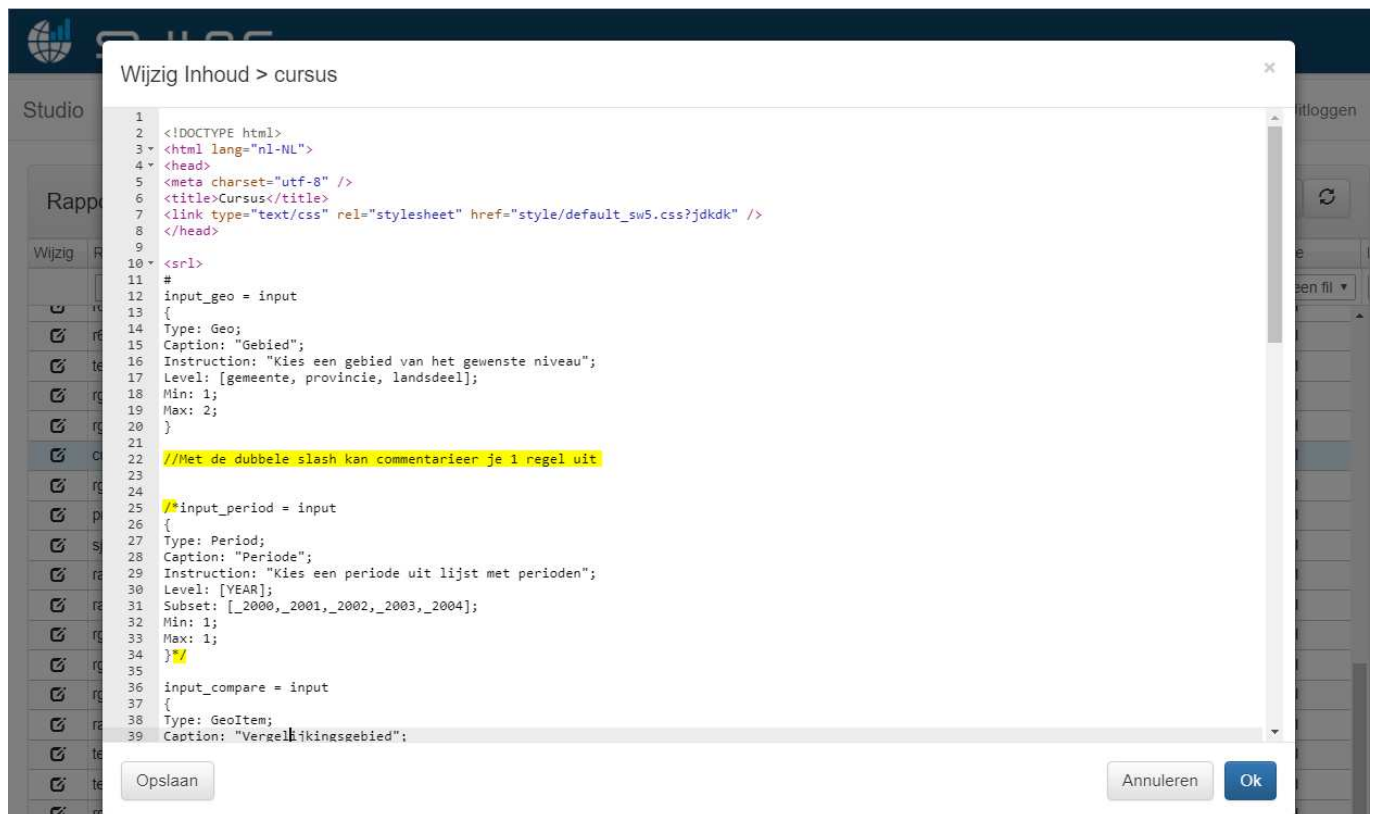 Wijzig Inhoud > cursus
×
Studio
Uitloggen
Rappo
Wijzig
1
2 <!DOCTYPE html>
3 <html lang="nl-NL">
4 <head>
5 <meta charset="utf-8" />
6 <title>Cursus</title>
7 <link type="text/css" rel="stylesheet" href="style/default_sw5.css?jdkdk" />
8 </head>
9
10 <srl>
11 #
12 input_geo = input
13 {
14 Type: Geo;
15 Caption: "Gebied";
16 Instruction: "Kies een gebied van het gewenste niveau";
17 Level: [gemeente, provincie, landsdeel];
18 Min: 1;
19 Max: 2;
20 }
21
22 //Met de dubbele slash kan commentarieer je 1 regel uit
23
24
25 /*input_period = input
26 {
27 Type: Period;
28 Caption: "Periode";
29 Instruction: "Kies een periode uit lijst met perioden";
30 Level: [YEAR];
31 Subset: [_2000,_2001,_2002,_2003,_2004];
32 Min: 1;
33 Max: 1;
34 }*/
35
36 input_compare = input
37 {
38 Type: GeoItem;
39 Caption: "Vergelijkingsgebied";
een fil
Opslaan
Annuleren
Ok